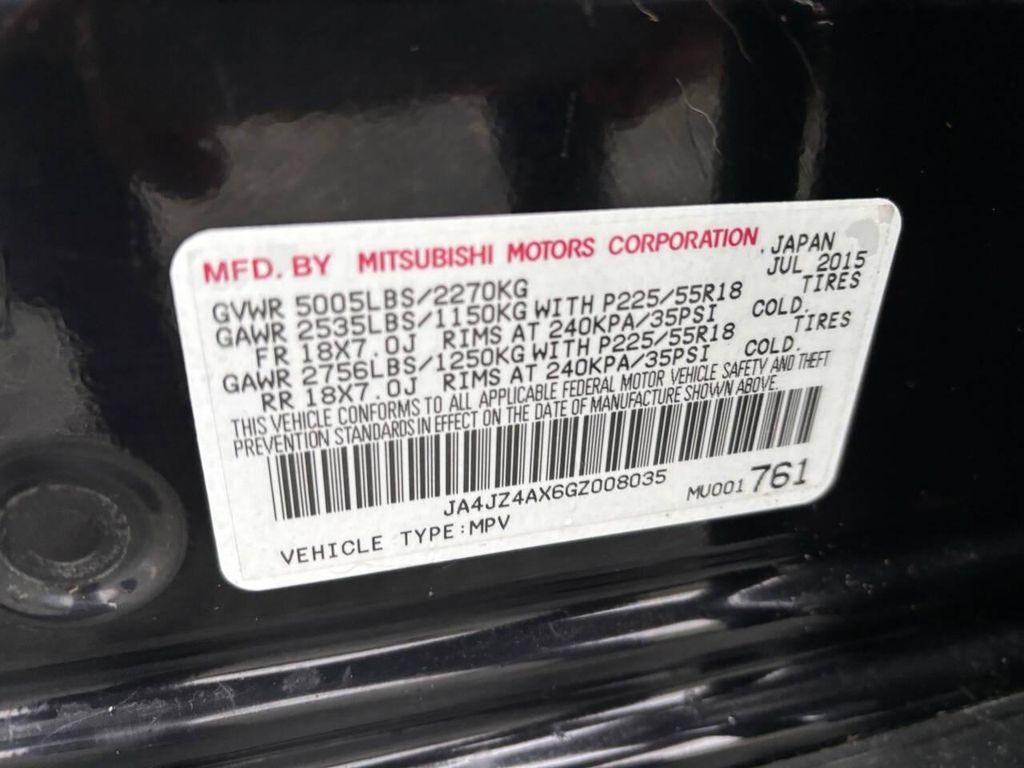 MFD. BY MITSUBISHI MOTORS CORPORATION, JAPAN
JUL 2015
GVWR 5005LBS/2270KG
GAWR 2535LBS/1150KG WITH P225/55R18 TIRES
FR 18X7.0J RIMS AT 240KPA/35PSI COLD.
GAWR 2756LBS/1250KG WITH P225/55R18 TIRES
RR 18X7.0J RIMS AT 240KPA/35PSI COLD.
THIS VEHICLE CONFORMS TO ALL APPLICABLE FEDERAL MOTOR VEHICLE SAFETY AND THEFT
PREVENTION STANDARDS IN EFFECT ON THE DATE OF MANUFACTURE SHOWN ABOVE.
JA4JZ4AX6GZ008035
MU001 761
VEHICLE TYPE:MPV